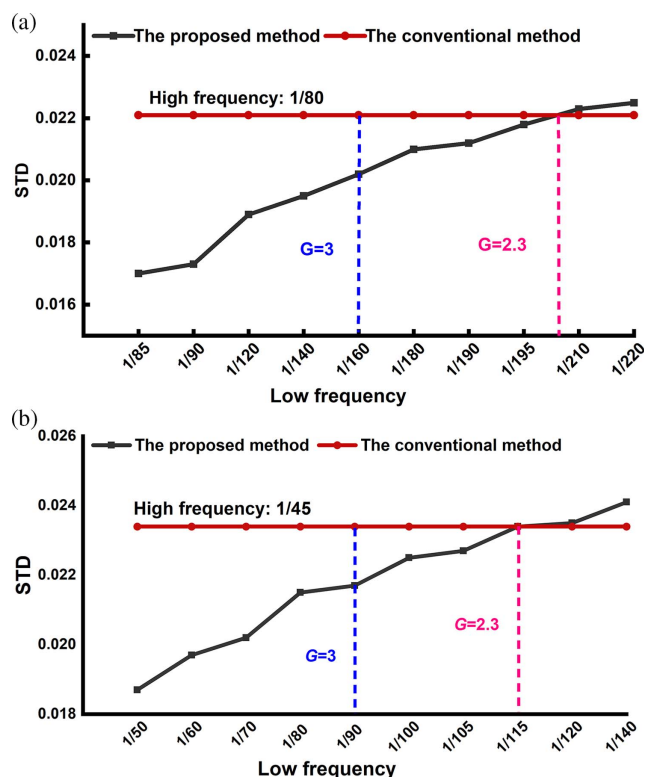 (a)
0.024
The proposed method
The conventional method
High frequency: 1/80
0.022
STD
0.020
0.018
0.016
G=3
G=2.3
1/85
1/90
1/120
1/140
1/160
1/180
1/190
1/195
1/210
1/220
Low frequency
(b)
0.026
The proposed method
The conventional method
0.024
High frequency: 1/45
STD
0.022
0.020
0.018
G=3
G=2.3
1/50
1/60
1/70
1/80
1/90
1/100
1/105
1/115
1/120
1/140
Low frequency